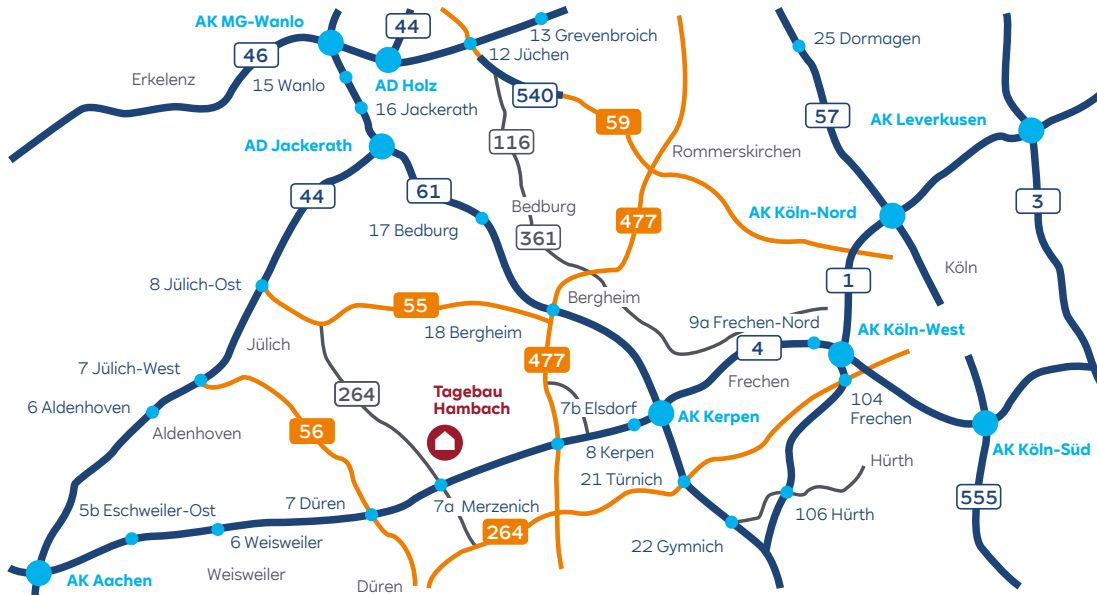 AK MG-Wanlo
44
13 Grevenbroich
46
12 Jüchen
25 Dormagen
Erkelenz
15 Wanlo
AD Holz
540
16 Jackerath
59
57
AK Leverkusen
116
AD Jackerath
Rommerskirchen
44
61
3
Bedburg
AK Köln-Nord
17 Bedburg
477
361
Köln
8 Jülich-Ost
1
Bergheim
55
18 Bergheim
9a Frechen-Nord
AK Köln-West
Jülich
4
477
7 Jülich-West
Frechen
264
Tagebau
Hambach
6 Aldenhoven
7b Elsdorf
AK Kerpen
104
Frechen
Aldenhoven
56
8 Kerpen
AK Köln-Süd
Hürth
21 Türnich
555
5b Eschweiler-Ost
7 Düren
7a Merzenich
106 Hürth
264
6 Weisweiler
22 Gymnich
Weisweiler
AK Aachen
Düren